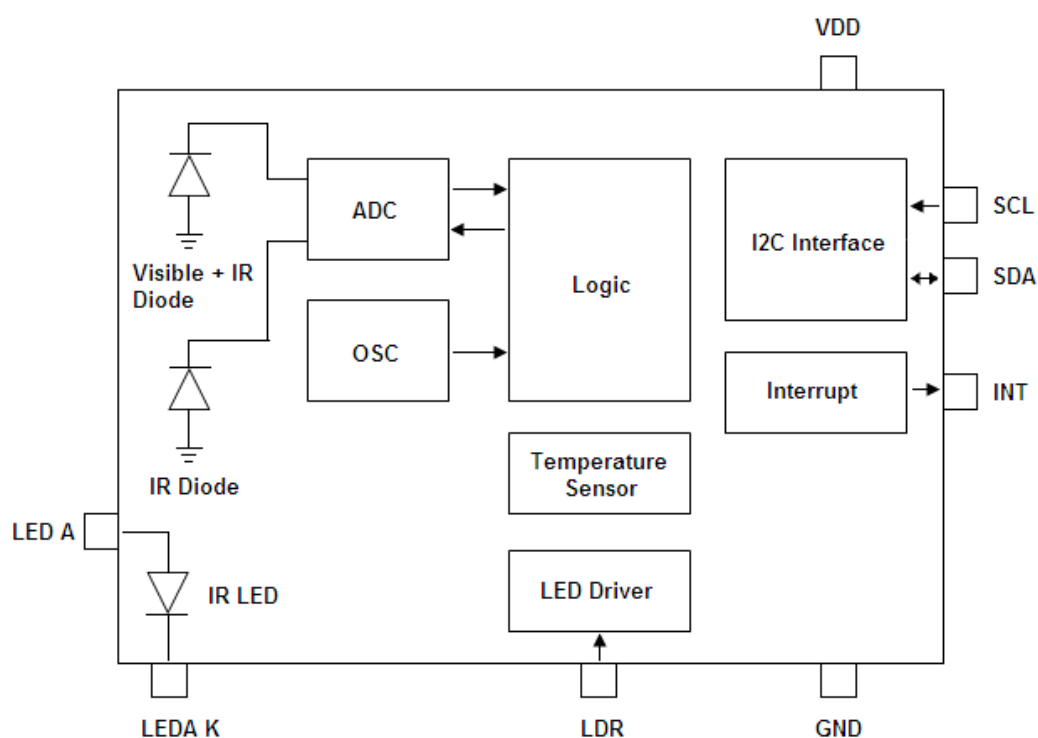 VDD
ADC
Logic
I2C Interface
SCL
SDA
Visible + IR
Diode
OSC
Interrupt
INT
Temperature
Sensor
IR Diode
LED A
IR LED
LED Driver
LEDA K
LDR
GND